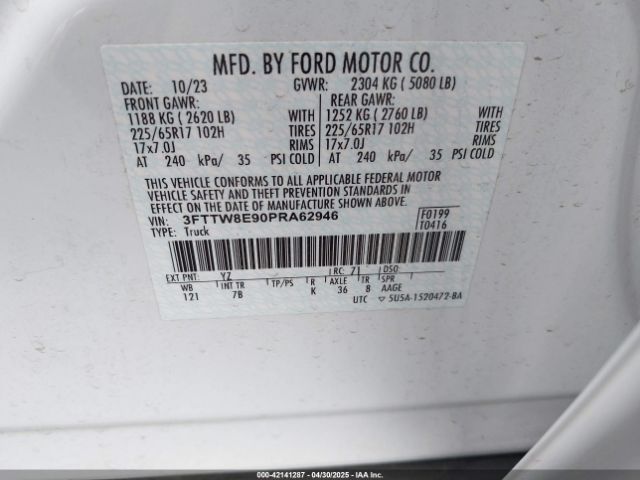 MFD. BY FORD MOTOR CO.
DATE: 10/23 GVWR: 2304 KG ( 5080 LB)
FRONT GAWR: REAR GAWR:
1188 KG ( 2620 LB) WITH 1252 KG ( 2760 LB) WITH
225/65R17 102H TIRES 225/65R17 102H TIRES
17x7.0J RIMS 17x7.0J RIMS
AT 240 kPa/ 35 PSI COLD AT 240 kPa/ 35 PSI COLD
THIS VEHICLE CONFORMS TO ALL APPLICABLE FEDERAL MOTOR
VEHICLE SAFETY AND THEFT PREVENTION STANDARDS IN
EFFECT ON THE DATE OF MANUFACTURE SHOWN ABOVE.
VIN: 3FTTW8E90PRA62946 F0199
TYPE: Truck T0416
EXT PNT: YZ RC: 71 DSO:
WB INT TR TP/PS R AXLE TR SPR
121 7B K 36 8 AAGE
UTC ▽ 5U5A-1520472-BA
000-42141287 - 04/30/2025 - IAA Inc.